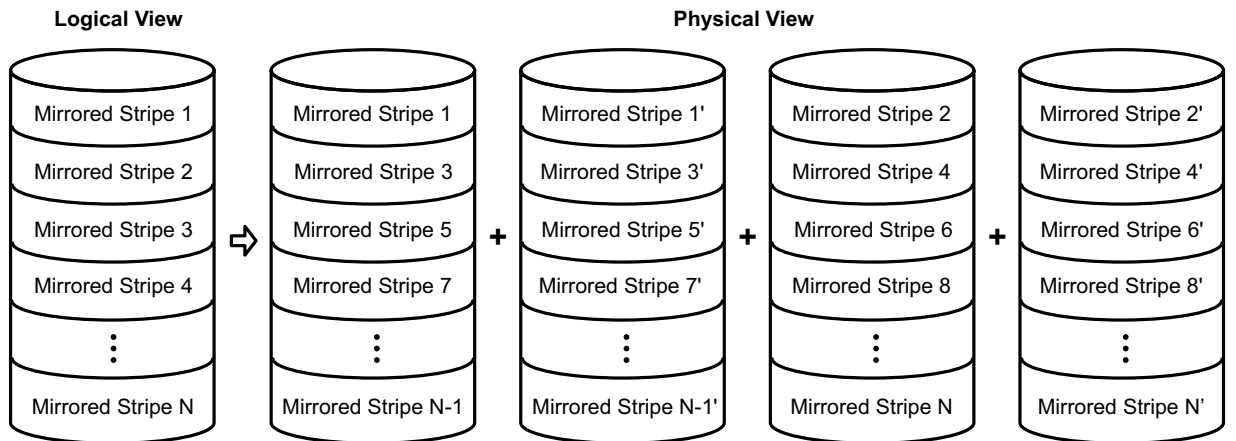 Logical View
Physical View
Mirrored Stripe 1
Mirrored Stripe 2
Mirrored Stripe 3
Mirrored Stripe 4
Mirrored Stripe N
Mirrored Stripe 1
Mirrored Stripe 3
Mirrored Stripe 5
Mirrored Stripe 7
Mirrored Stripe N-1
+
Mirrored Stripe 1'
Mirrored Stripe 3'
Mirrored Stripe 5'
Mirrored Stripe 7'
Mirrored Stripe N-1'
+
Mirrored Stripe 2
Mirrored Stripe 4
Mirrored Stripe 6
Mirrored Stripe 8
Mirrored Stripe N
+
Mirrored Stripe 2'
Mirrored Stripe 4'
Mirrored Stripe 6'
Mirrored Stripe 8'
Mirrored Stripe N’